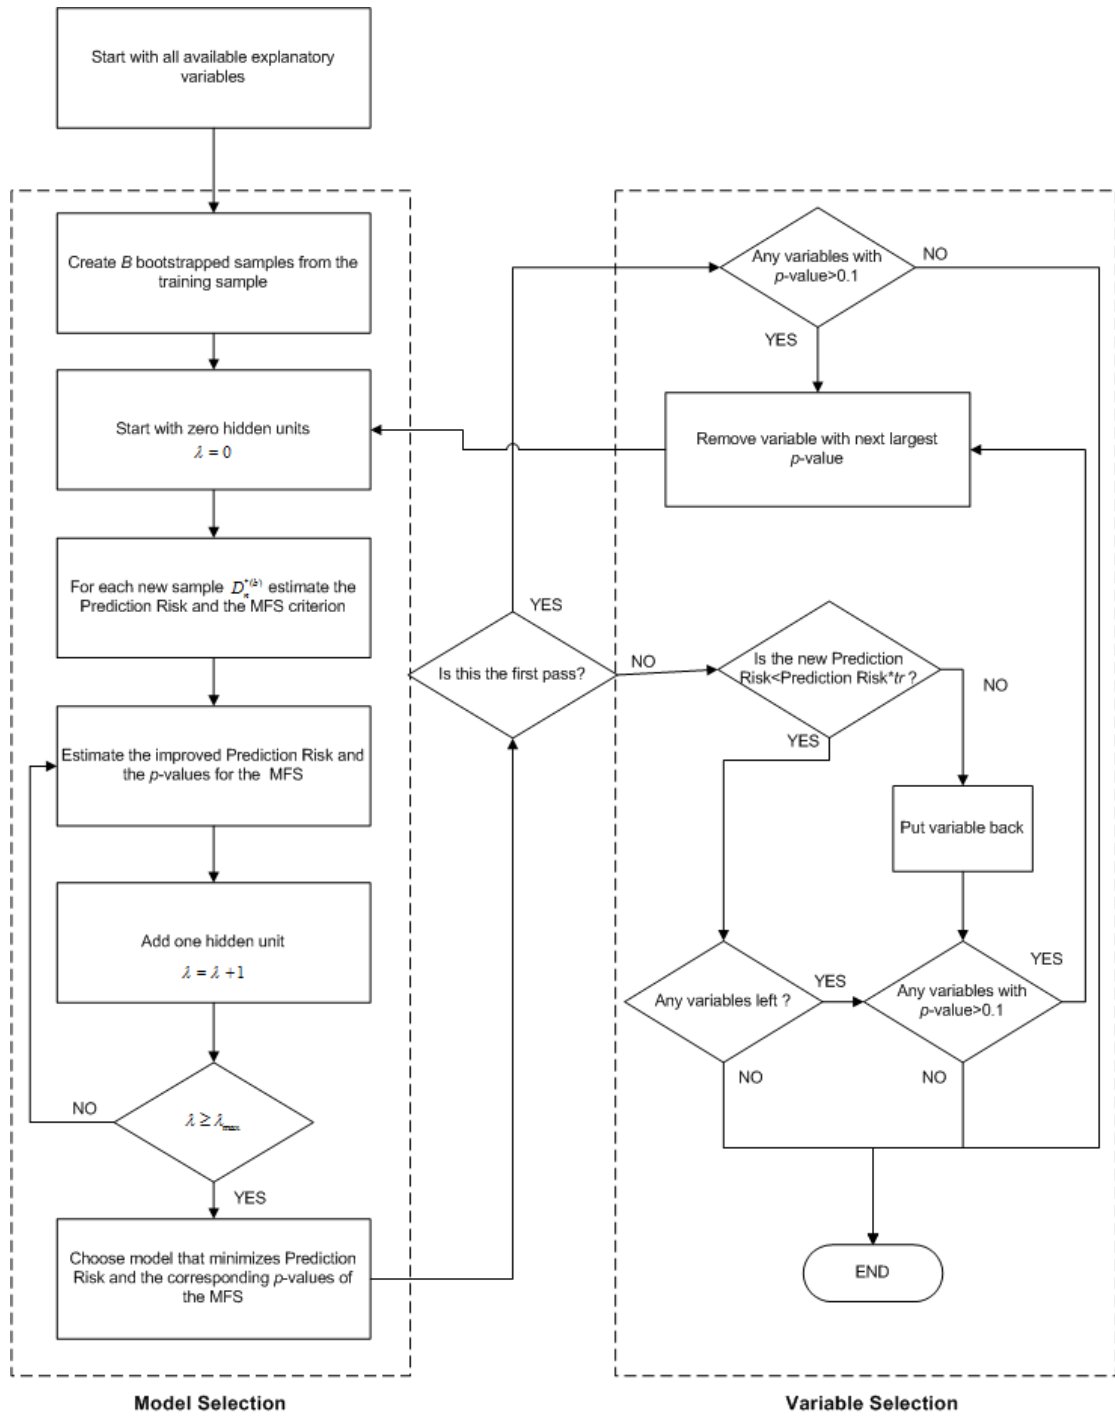 Start with all available explanatory
variables
Create B bootstrapped samples from the
training sample
Start with zero hidden units
λ = 0
For each new sample D_n^{*(b)} estimate the
Prediction Risk and the MFS criterion
Estimate the improved Prediction Risk and
the p-values for the MFS
Add one hidden unit
λ = λ +1
λ ≥ λ_max
NO
YES
Choose model that minimizes Prediction
Risk and the corresponding p-values of
the MFS
Model Selection
Is this the first pass?
YES
NO
Any variables with
p-value>0.1
NO
YES
Remove variable with next largest
p-value
Is the new Prediction
Risk<Prediction Risk*tr ?
NO
YES
Put variable back
Any variables left ?
YES
NO
Any variables with
p-value>0.1
YES
NO
END
Variable Selection